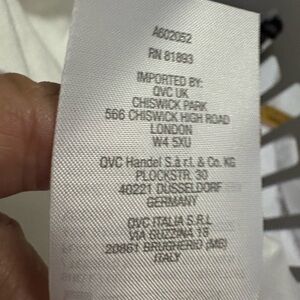 A602052
RN 81893
IMPORTED BY:
QVC UK
CHISWICK PARK
566 CHISWICK HIGH ROAD
LONDON
W4 5XU
QVC Handel S.à r.l. & Co. KG
PLOCKSTR. 30
40221 DÜSSELDORF
GERMANY
QVC ITALIA S.R.L
VIA GUZZINA 18
20861 BRUGHERIO (MB)
ITALY